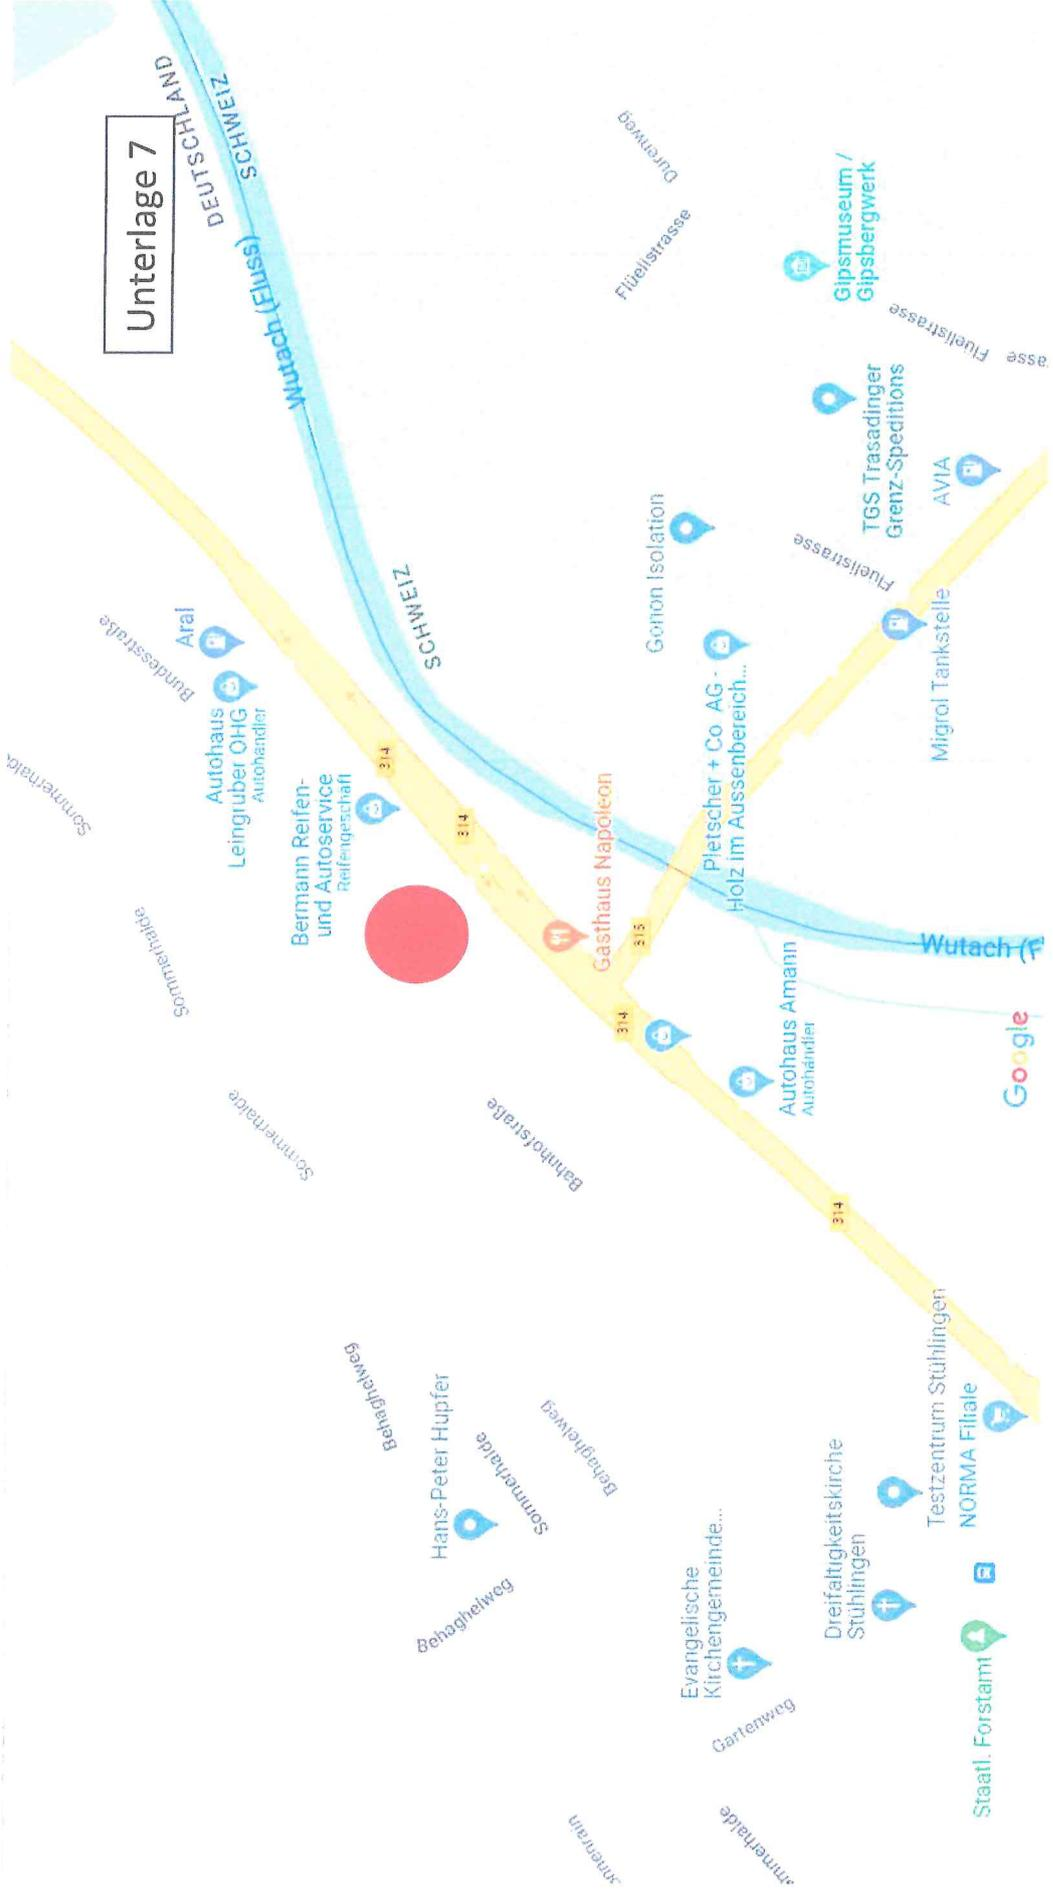 Unterlage 7
DEUTSCHLAND
SCHWEIZ
Wutach (Fluss)
Durenweg
Flüelistrasse
Gipsmuseum /
Gipsbergwerk
Flüelistrasse
asse
TGS Trasadinger
Grenz-Speditions
AVIA
Flüelistrasse
Gonon Isolation
SCHWEIZ
Bundesstraße
Aral
Autohaus
Leingruber OHG
Autohändler
Sommerhalde
Bermann Reifen-
und Autoservice
Reifengeschäft
314
314
Gasthaus Napoleon
Pletscher + Co AG -
Holz im Aussenbereich...
Migrol Tankstelle
315
Wutach (F
Sommerhalde
314
Autohaus Amann
Autohändler
Google
Sommerhalde
Bahnhofstraße
314
Behaghelweg
Hans-Peter Hupfer
Sommerhalde
Behaghelweg
Behaghelweg
Testzentrum Stühlingen
NORMA Filiale
Dreifaltigkeitskirche
Stühlingen
Evangelische
Kirchengemeinde...
Gartenweg
Staatl. Forstamt
onnenrain
ommerhalde